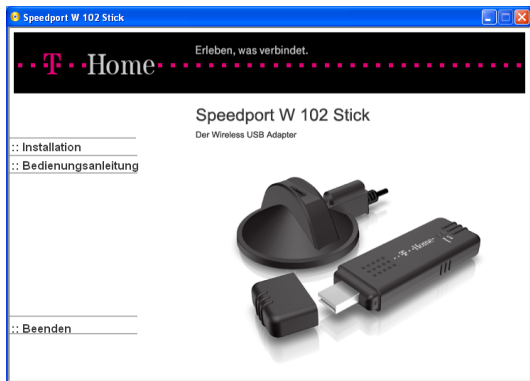 Speedport W 102 Stick
··T··Home·
Erleben, was verbindet.
Speedport W 102 Stick
Der Wireless USB Adapter
:: Installation
:: Bedienungsanleitung
:: Beenden
··T··Home·